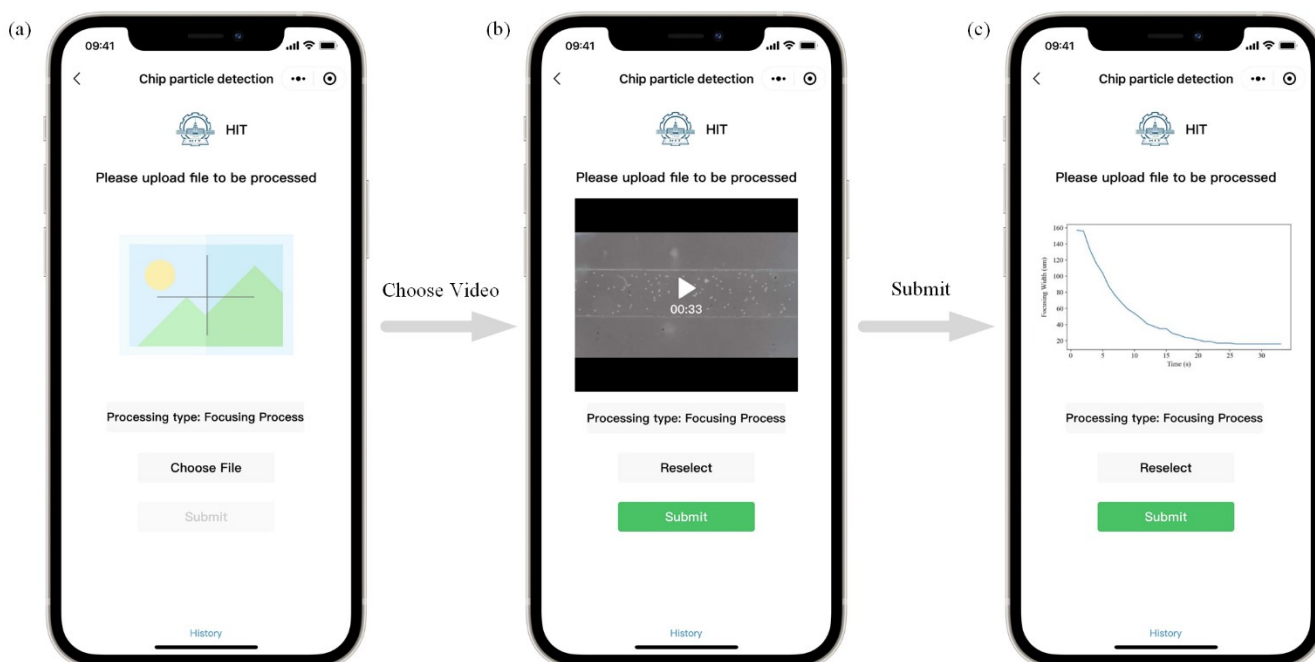 (a)
09:41
Chip particle detection
HIT
Please upload file to be processed
Processing type: Focusing Process
Choose File
Submit
History
Choose Video
(b)
09:41
Chip particle detection
HIT
Please upload file to be processed
00:33
Processing type: Focusing Process
Reselect
Submit
History
Submit
(c)
09:41
Chip particle detection
HIT
Please upload file to be processed
160
140
120
100
80
60
40
20
Focusing Width (um)
0 5 10 15 20 25 30
Time (s)
Processing type: Focusing Process
Reselect
Submit
History